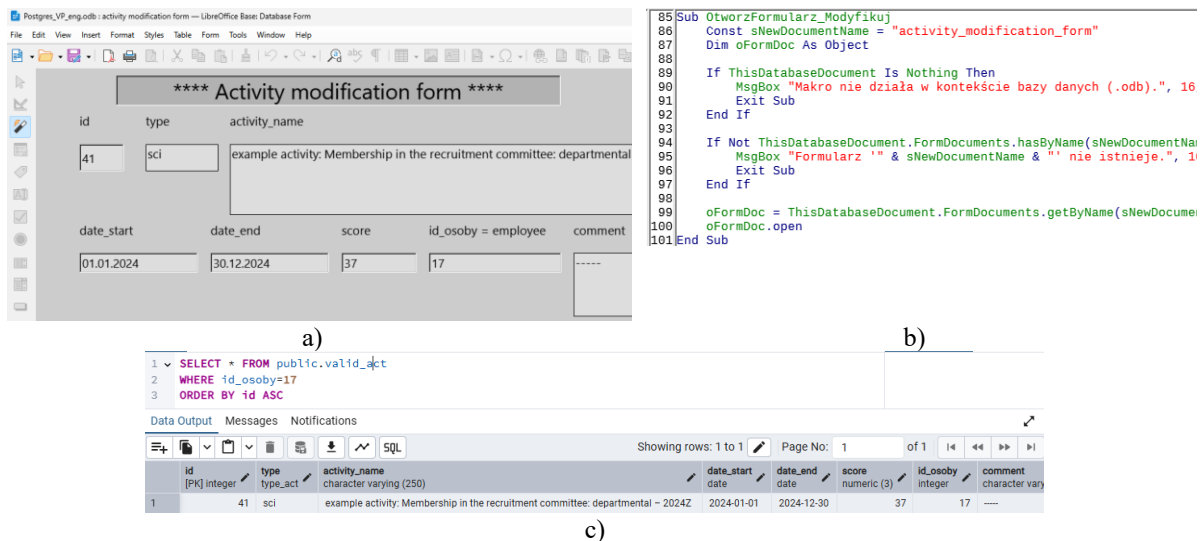 Postgres_VP_eng.odb : activity modification form — LibreOffice Base: Database Form
File Edit View Insert Format Styles Table Form Tools Window Help
**** Activity modification form ****
id type activity_name
41 sci example activity: Membership in the recruitment committee: departmental
date_start date_end score id_osoby = employee comment
01.01.2024 30.12.2024 37 17 -----
a)
85 Sub OtworzFormularz_Modyfikuj
86 Const sNewDocumentName = "activity_modification_form"
87 Dim oFormDoc As Object
88
89 If ThisDatabaseDocument Is Nothing Then
90 MsgBox "Makro nie działa w kontekście bazy danych (.odb).", 16
91 Exit Sub
92 End If
93
94 If Not ThisDatabaseDocument.FormDocuments.hasByName(sNewDocumentNam
95 MsgBox "Formularz '" & sNewDocumentName & "' nie istnieje.", 1
96 Exit Sub
97 End If
98
99 oFormDoc = ThisDatabaseDocument.FormDocuments.getByName(sNewDocumen
100 oFormDoc.open
101 End Sub
b)
1 SELECT * FROM public.valid_act
2 WHERE id_osoby=17
3 ORDER BY id ASC
Data Output Messages Notifications
SQL Showing rows: 1 to 1 Page No: 1 of 1
id type activity_name date_start date_end score id_osoby comment
[PK] integer type_act character varying (250) date date numeric (3) integer character vary
1 41 sci example activity: Membership in the recruitment committee: departmental – 2024Z 2024-01-01 2024-12-30 37 17 -----
c)